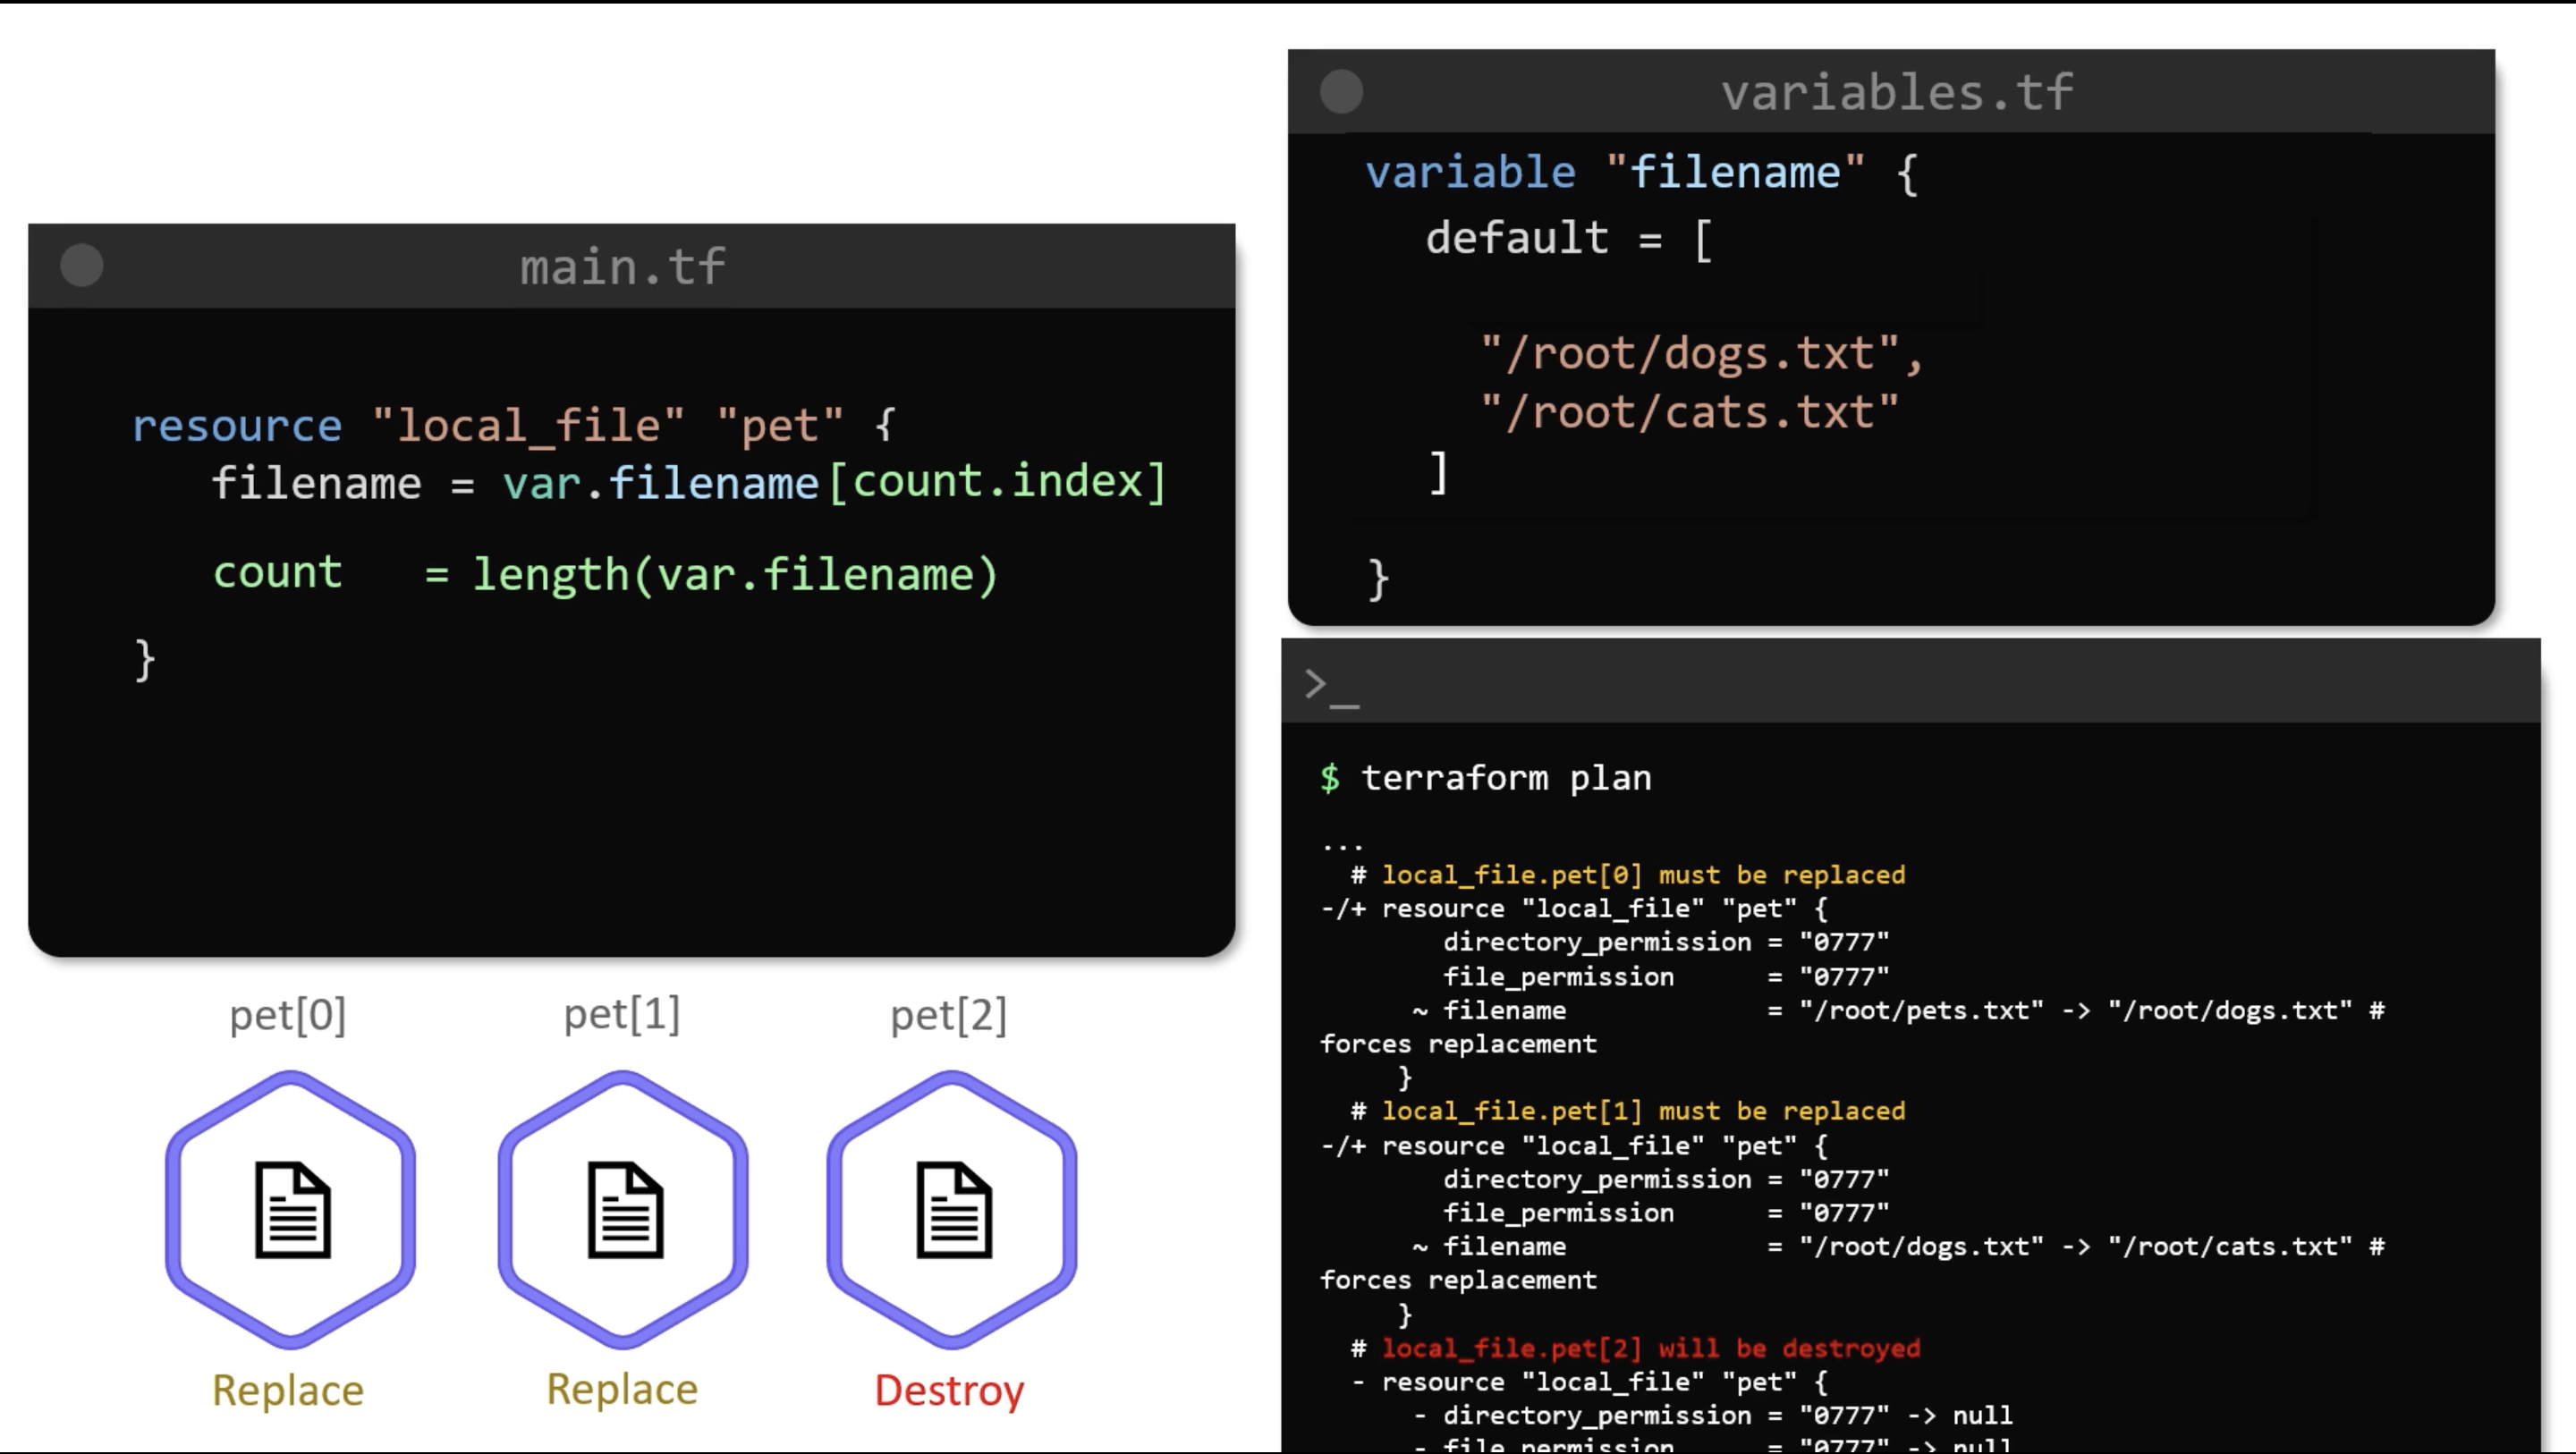 main.tf
resource "local_file" "pet" {
filename = var.filename[count.index]
count = length(var.filename)
}
pet[0] pet[1] pet[2]
Replace Replace Destroy
variables.tf
variable "filename" {
default = [
"/root/dogs.txt",
"/root/cats.txt"
]
}
>_
$ terraform plan
...
# local_file.pet[0] must be replaced
-/+ resource "local_file" "pet" {
directory_permission = "0777"
file_permission = "0777"
~ filename = "/root/pets.txt" -> "/root/dogs.txt" #
forces replacement
}
# local_file.pet[1] must be replaced
-/+ resource "local_file" "pet" {
directory_permission = "0777"
file_permission = "0777"
~ filename = "/root/dogs.txt" -> "/root/cats.txt" #
forces replacement
}
# local_file.pet[2] will be destroyed
- resource "local_file" "pet" {
- directory_permission = "0777" -> null
- file_permission = "0777" -> null